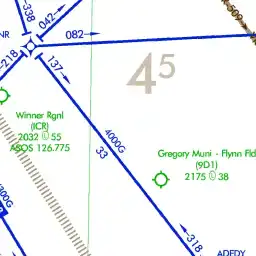 338
042
NR
082
218
137
509
4⁵
Winner Rgnl
(ICR)
2032 55
ASOS 126.775
4000G
33
Gregory Muni - Flynn Fld
(9D1)
2175 38
300G
318
ADEDY